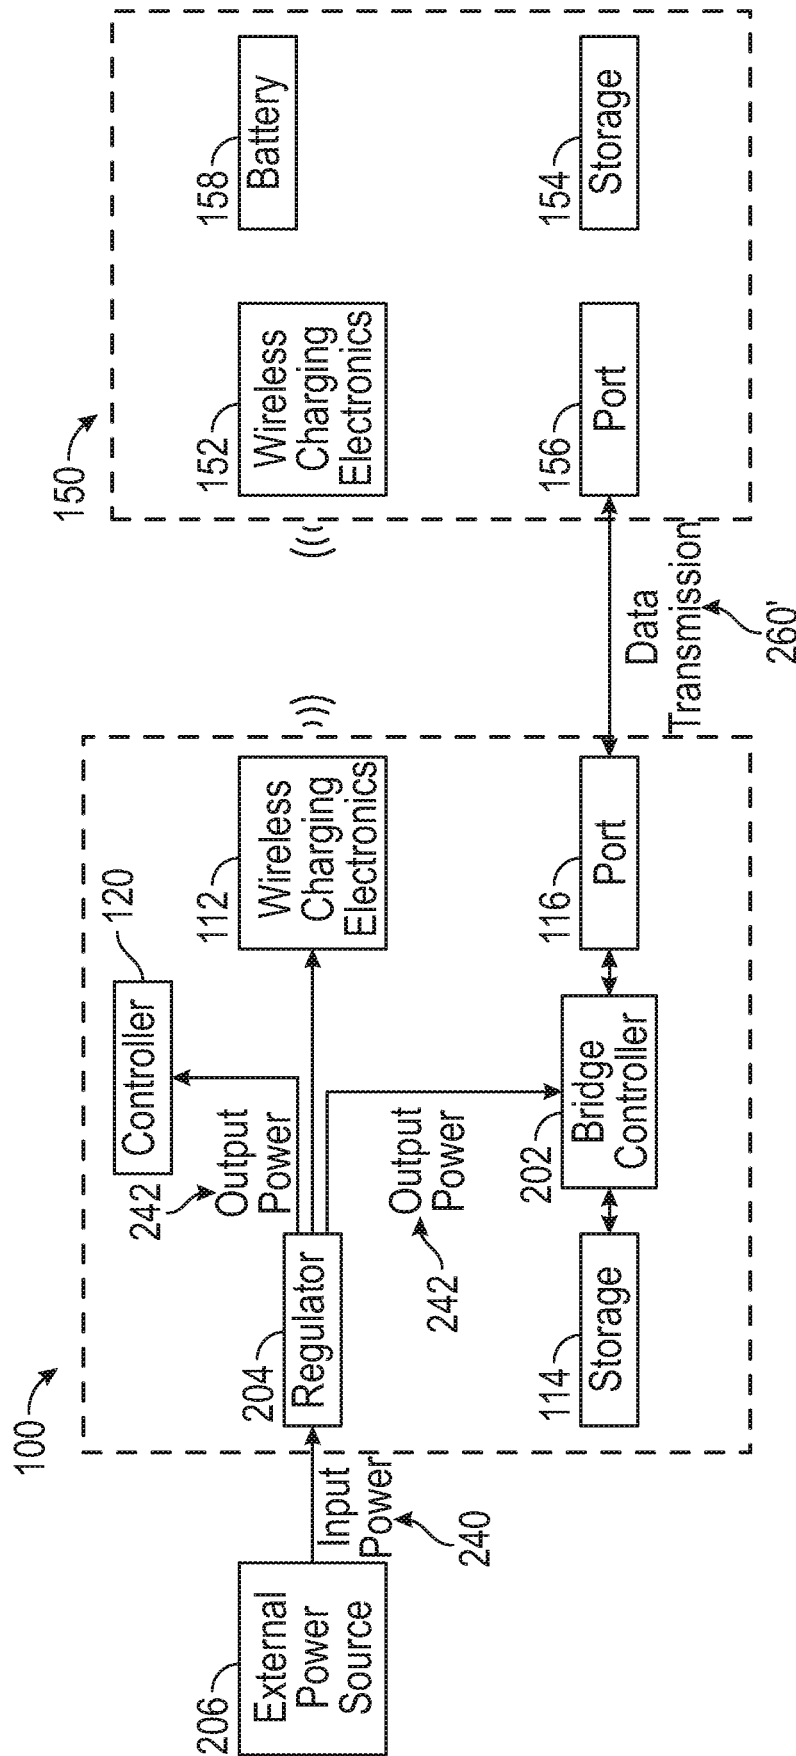 100
206
External
Power
Source
Input
Power
240
204
Regulator
242
Output
Power
Controller
120
112
Wireless
Charging
Electronics
Output
Power
242
114
Storage
202
Bridge
Controller
116
Port
Data
Transmission
260'
150
152
Wireless
Charging
Electronics
158
Battery
156
Port
154
Storage